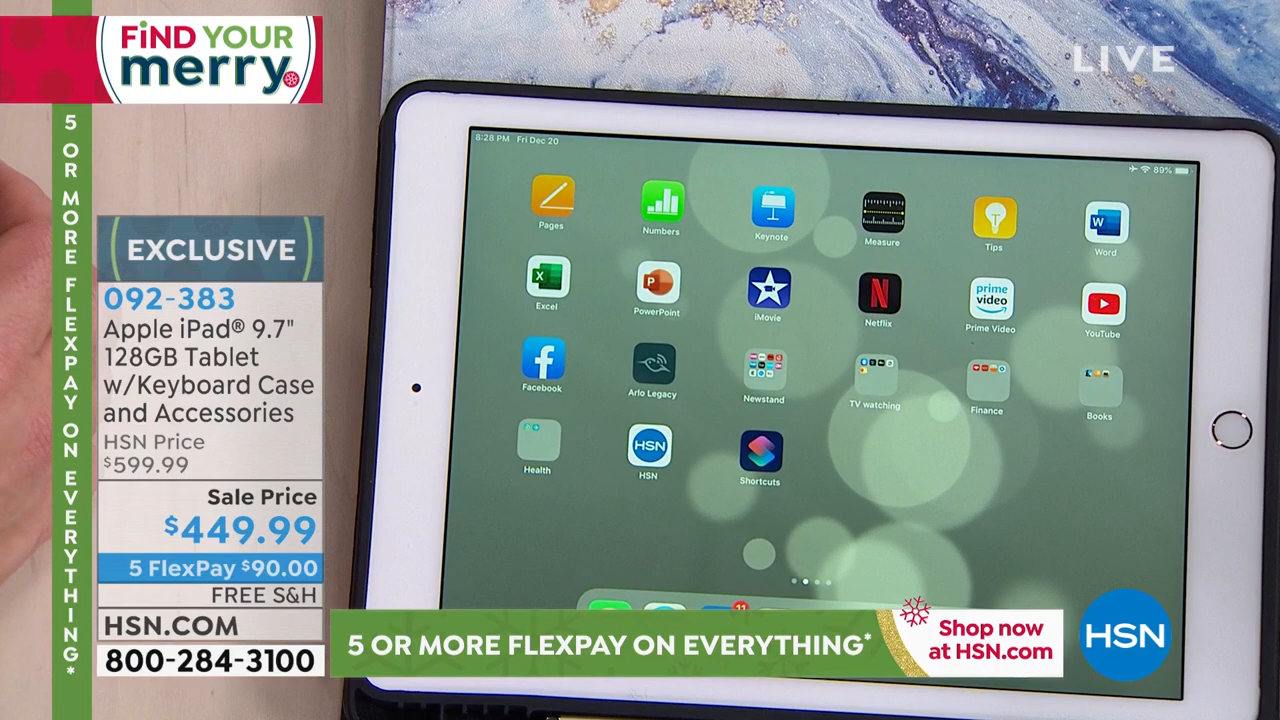 FiND YOUR
merry
LIVE
5 OR MORE FLEXPAY ON EVERYTHING*
EXCLUSIVE
092-383
Apple iPad® 9.7"
128GB Tablet
w/Keyboard Case
and Accessories
HSN Price
$599.99
Sale Price
$449.99
5 FlexPay $90.00
FREE S&H
HSN.COM
800-284-3100
8:28 PM Fri Dec 20
89%
Pages
Numbers
Keynote
Measure
Tips
W
Word
X
Excel
P
PowerPoint
iMovie
N
Netflix
prime
video
Prime Video
YouTube
f
Facebook
Arlo Legacy
Newstand
TV watching
Finance
Books
Health
HSN
HSN
Shortcuts
11
5 OR MORE FLEXPAY ON EVERYTHING*
Shop now
at HSN.com
HSN